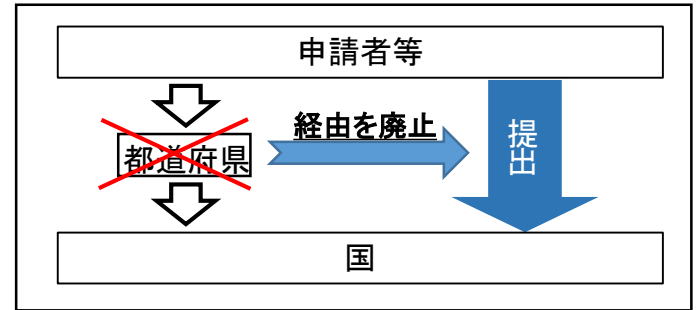 申請者等
経由を廃止
都道府県
提出
国